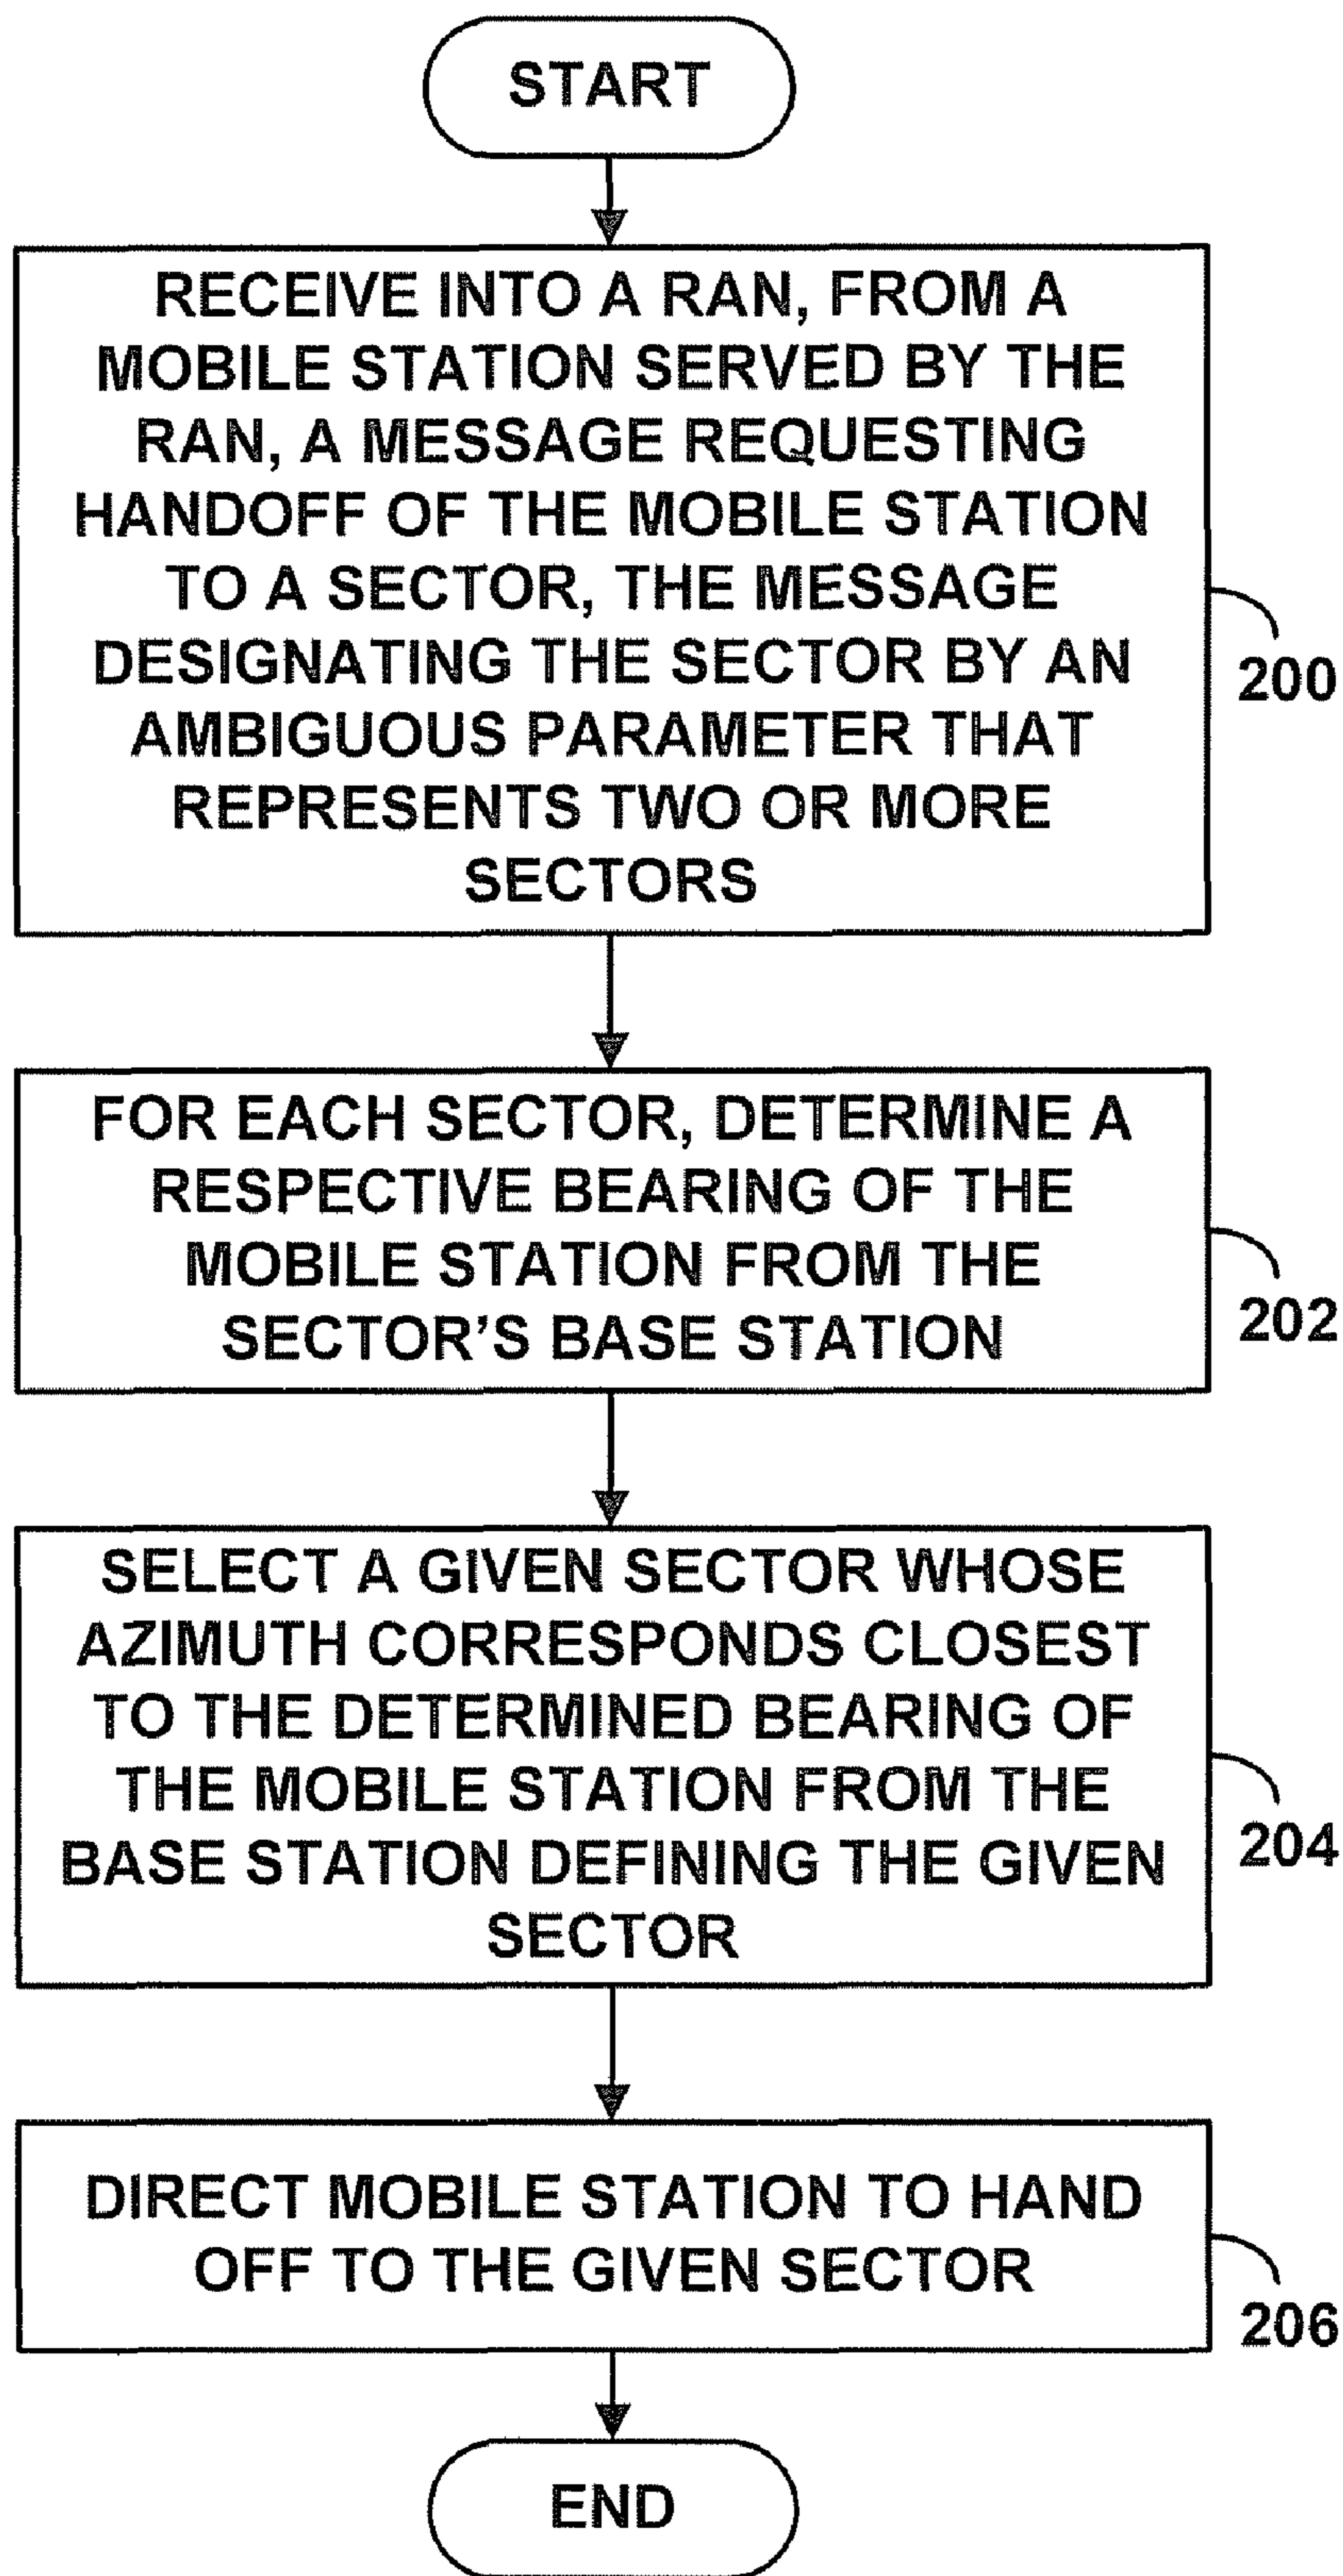 START
RECEIVE INTO A RAN, FROM A
MOBILE STATION SERVED BY THE
RAN, A MESSAGE REQUESTING
HANDOFF OF THE MOBILE STATION
TO A SECTOR, THE MESSAGE
DESIGNATING THE SECTOR BY AN
AMBIGUOUS PARAMETER THAT
REPRESENTS TWO OR MORE
SECTORS
200
FOR EACH SECTOR, DETERMINE A
RESPECTIVE BEARING OF THE
MOBILE STATION FROM THE
SECTOR'S BASE STATION
202
SELECT A GIVEN SECTOR WHOSE
AZIMUTH CORRESPONDS CLOSEST
TO THE DETERMINED BEARING OF
THE MOBILE STATION FROM THE
BASE STATION DEFINING THE GIVEN
SECTOR
204
DIRECT MOBILE STATION TO HAND
OFF TO THE GIVEN SECTOR
206
END